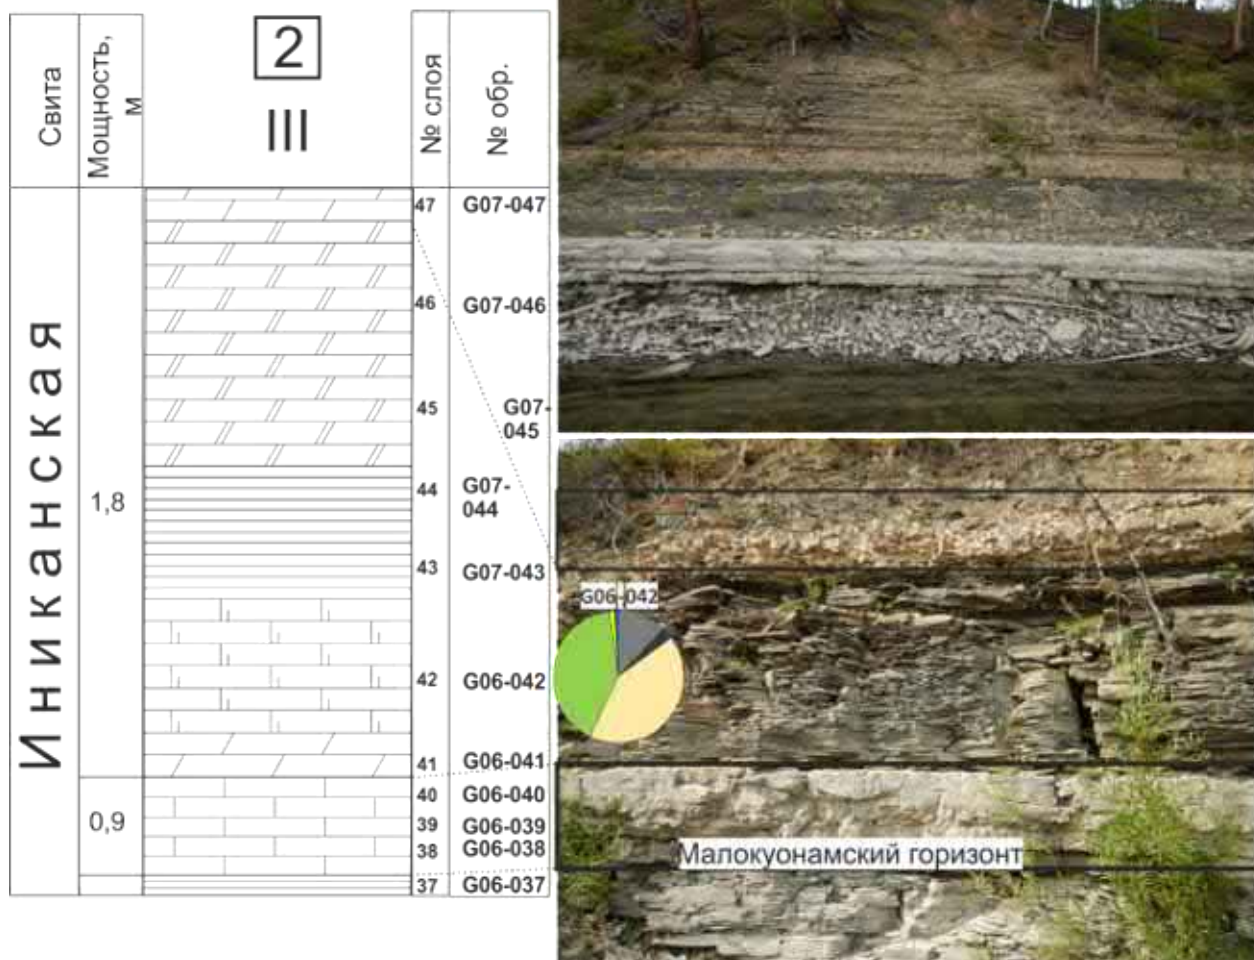 Свита
Мощность,
м
2
III
№ слоя
№ обр.
Иниканская
1,8
0,9
47 G07-047
46 G07-046
45 G07-
045
44 G07-
044
43 G07-043
42 G06-042
41 G06-041
40 G06-040
39 G06-039
38 G06-038
37 G06-037
G06-042
Малокуонамский горизонт